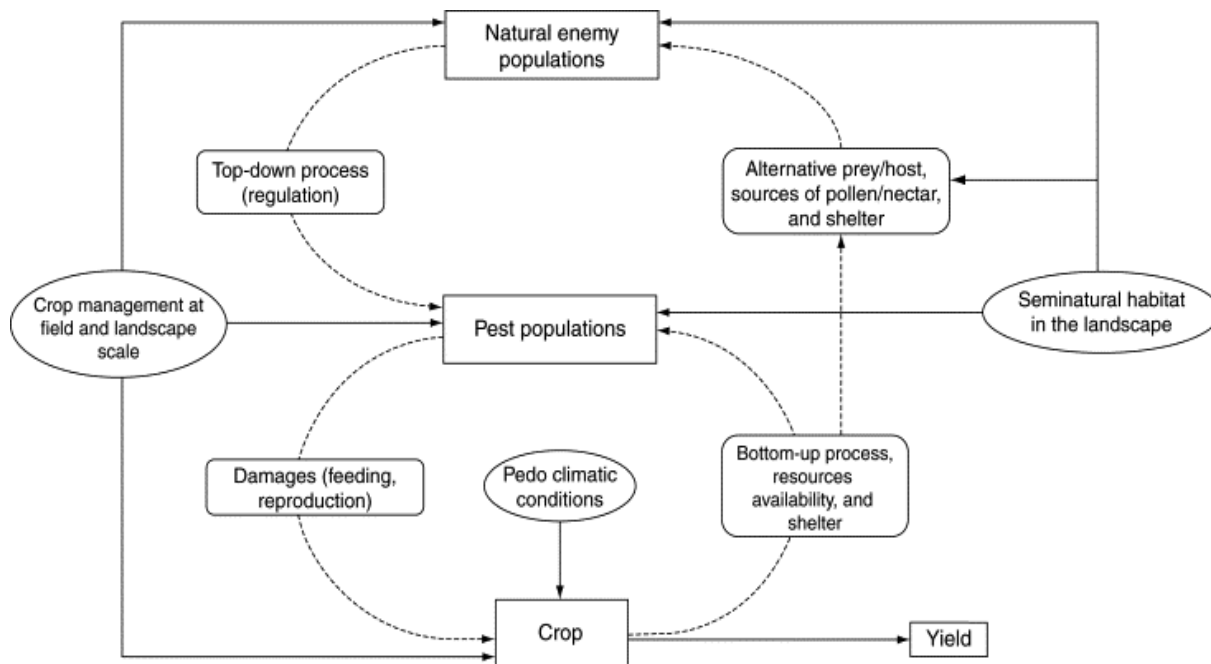 Natural enemy
populations
Top-down process
(regulation)
Alternative prey/host,
sources of pollen/nectar,
and shelter
Crop management at
field and landscape
scale
Pest populations
Seminatural habitat
in the landscape
Damages (feeding,
reproduction)
Pedo climatic
conditions
Bottom-up process,
resources
availability, and
shelter
Crop
Yield